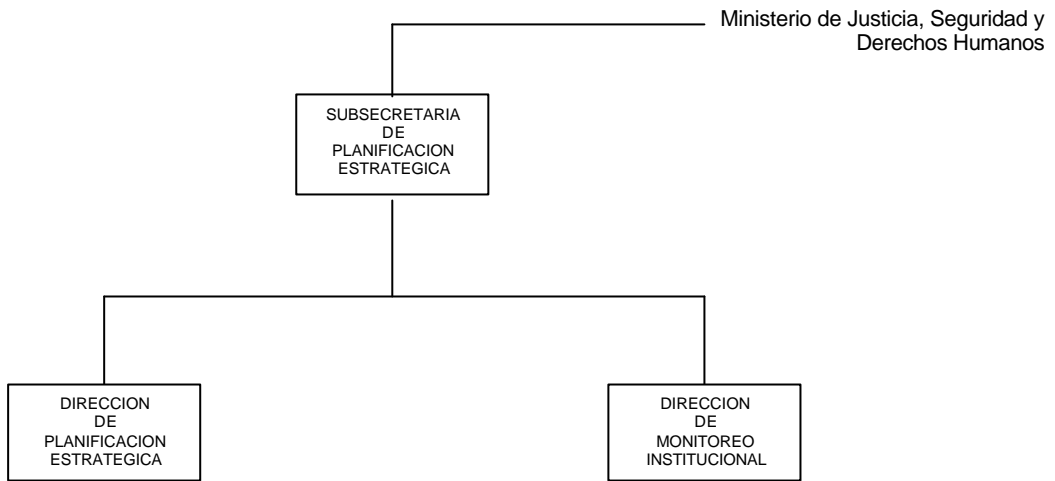 Ministerio de Justicia, Seguridad y
Derechos Humanos
SUBSECRETARIA
DE
PLANIFICACION
ESTRATEGICA
DIRECCION
DE
PLANIFICACION
ESTRATEGICA
DIRECCION
DE
MONITOREO
INSTITUCIONAL